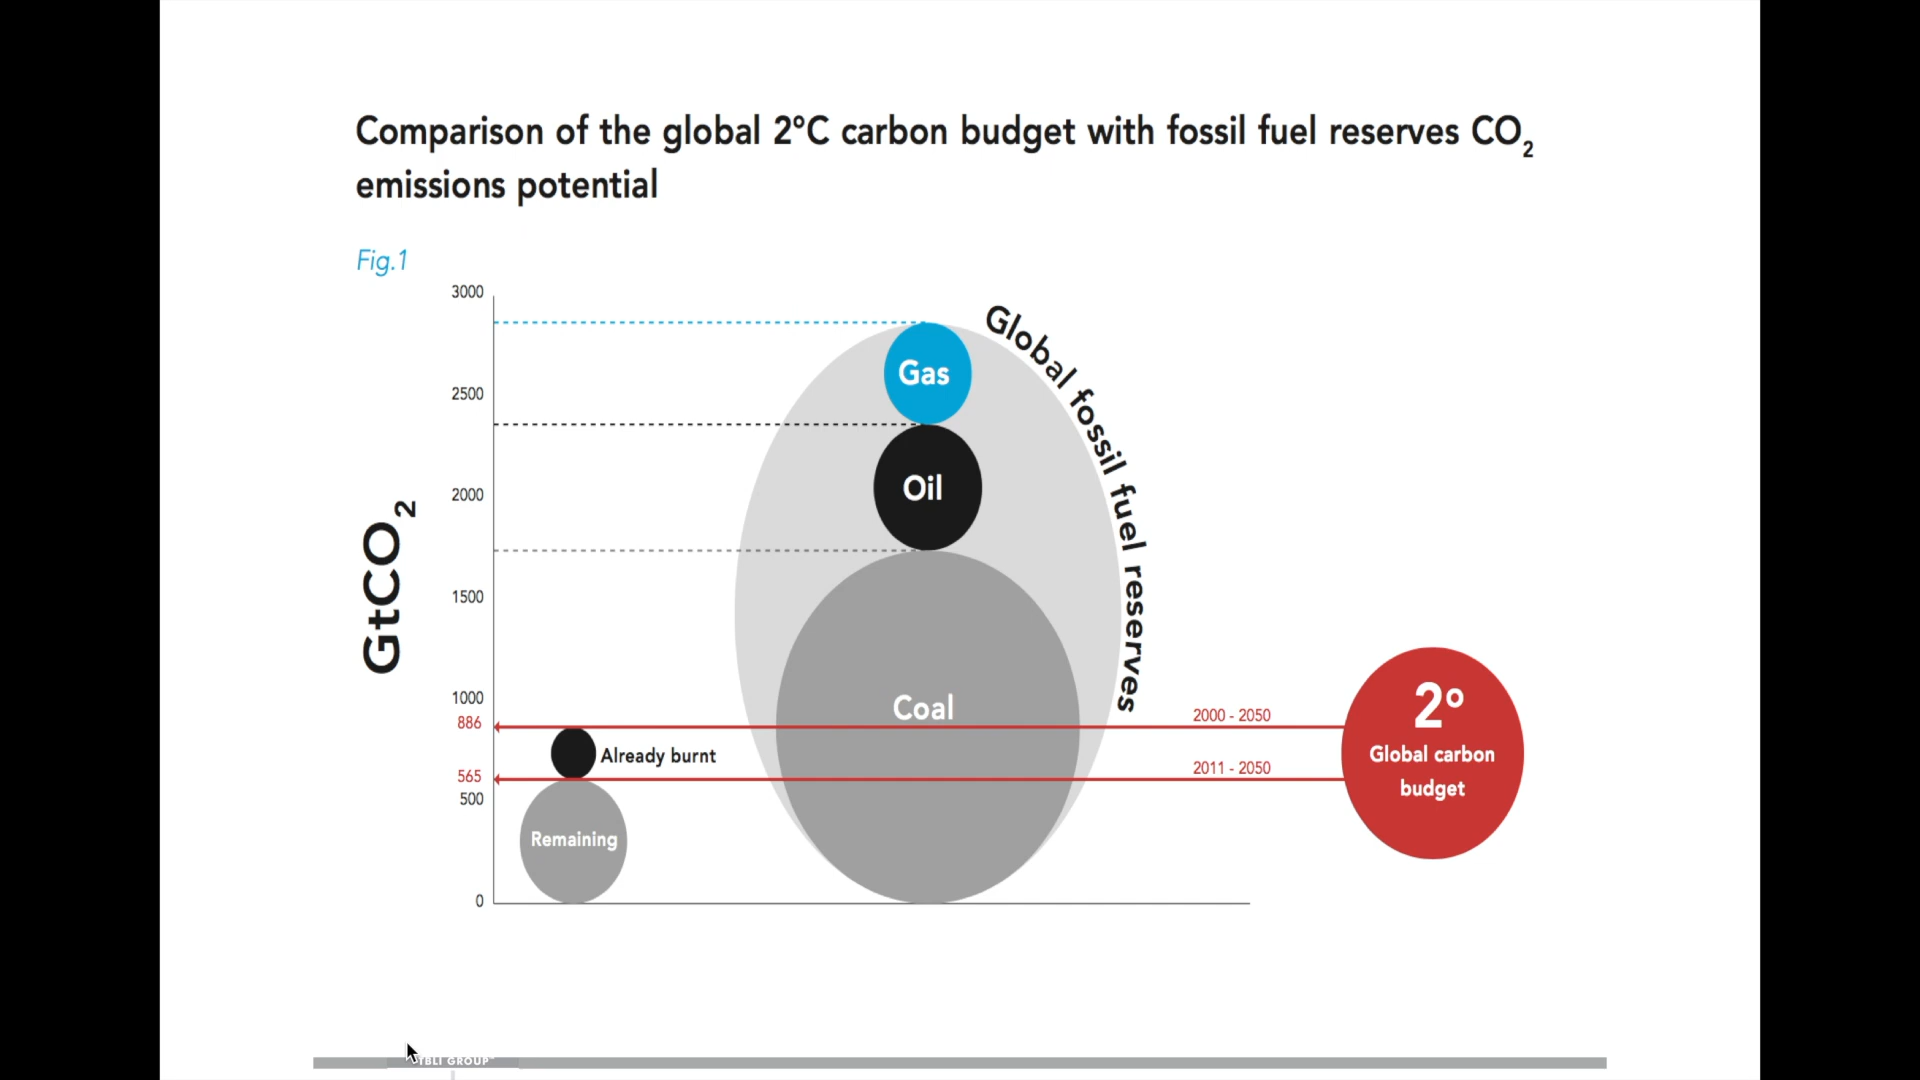 Comparison of the global 2°C carbon budget with fossil fuel reserves CO₂
emissions potential
Fig.1
GtCO₂
3000
2500
2000
1500
1000
886
565
500
0
Gas
Oil
Coal
Global fossil fuel reserves
Already burnt
Remaining
2000 - 2050
2011 - 2050
2°
Global carbon
budget
TBLI GROUP